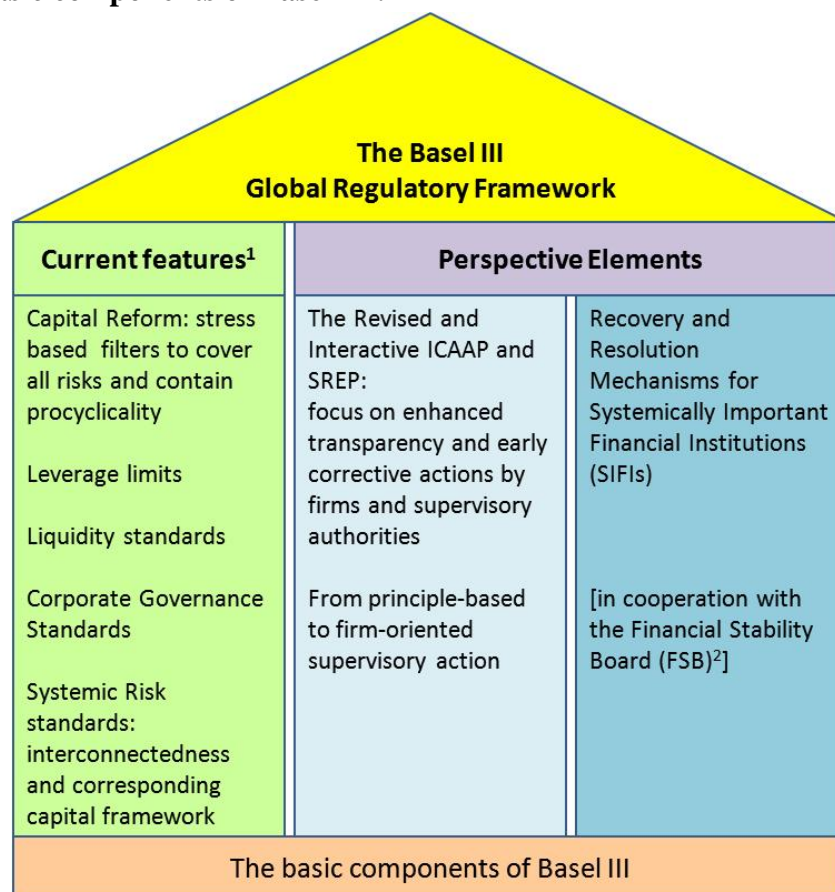 The Basel III
Global Regulatory Framework
Current features¹
Perspective Elements
Capital Reform: stress
based filters to cover
all risks and contain
procyclicality
Leverage limits
Liquidity standards
Corporate Governance
Standards
Systemic Risk
standards:
interconnectedness
and corresponding
capital framework
The Revised and
Interactive ICAAP and
SREP:
focus on enhanced
transparency and early
corrective actions by
firms and supervisory
authorities
From principle-based
to firm-oriented
supervisory action
Recovery and
Resolution
Mechanisms for
Systemically Important
Financial Institutions
(SIFIs)
[in cooperation with
the Financial Stability
Board (FSB)²]
The basic components of Basel III